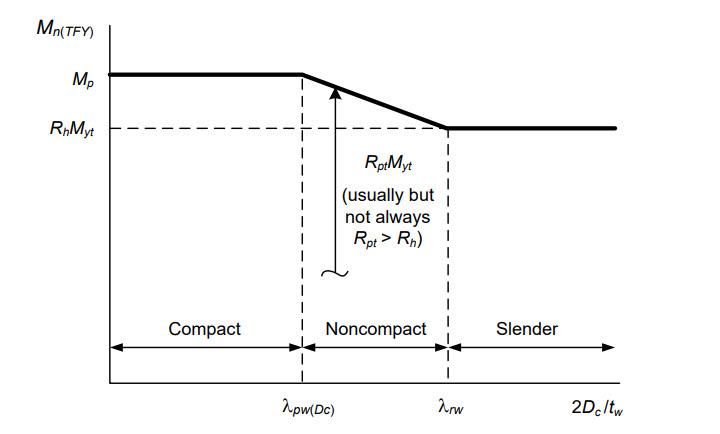 Mn(TFY)
Mp
RhMyt
RptMyt
(usually but
not always
Rpt > Rh)
Compact
Noncompact
Slender
λpw(Dc)
λrw
2Dc/tw